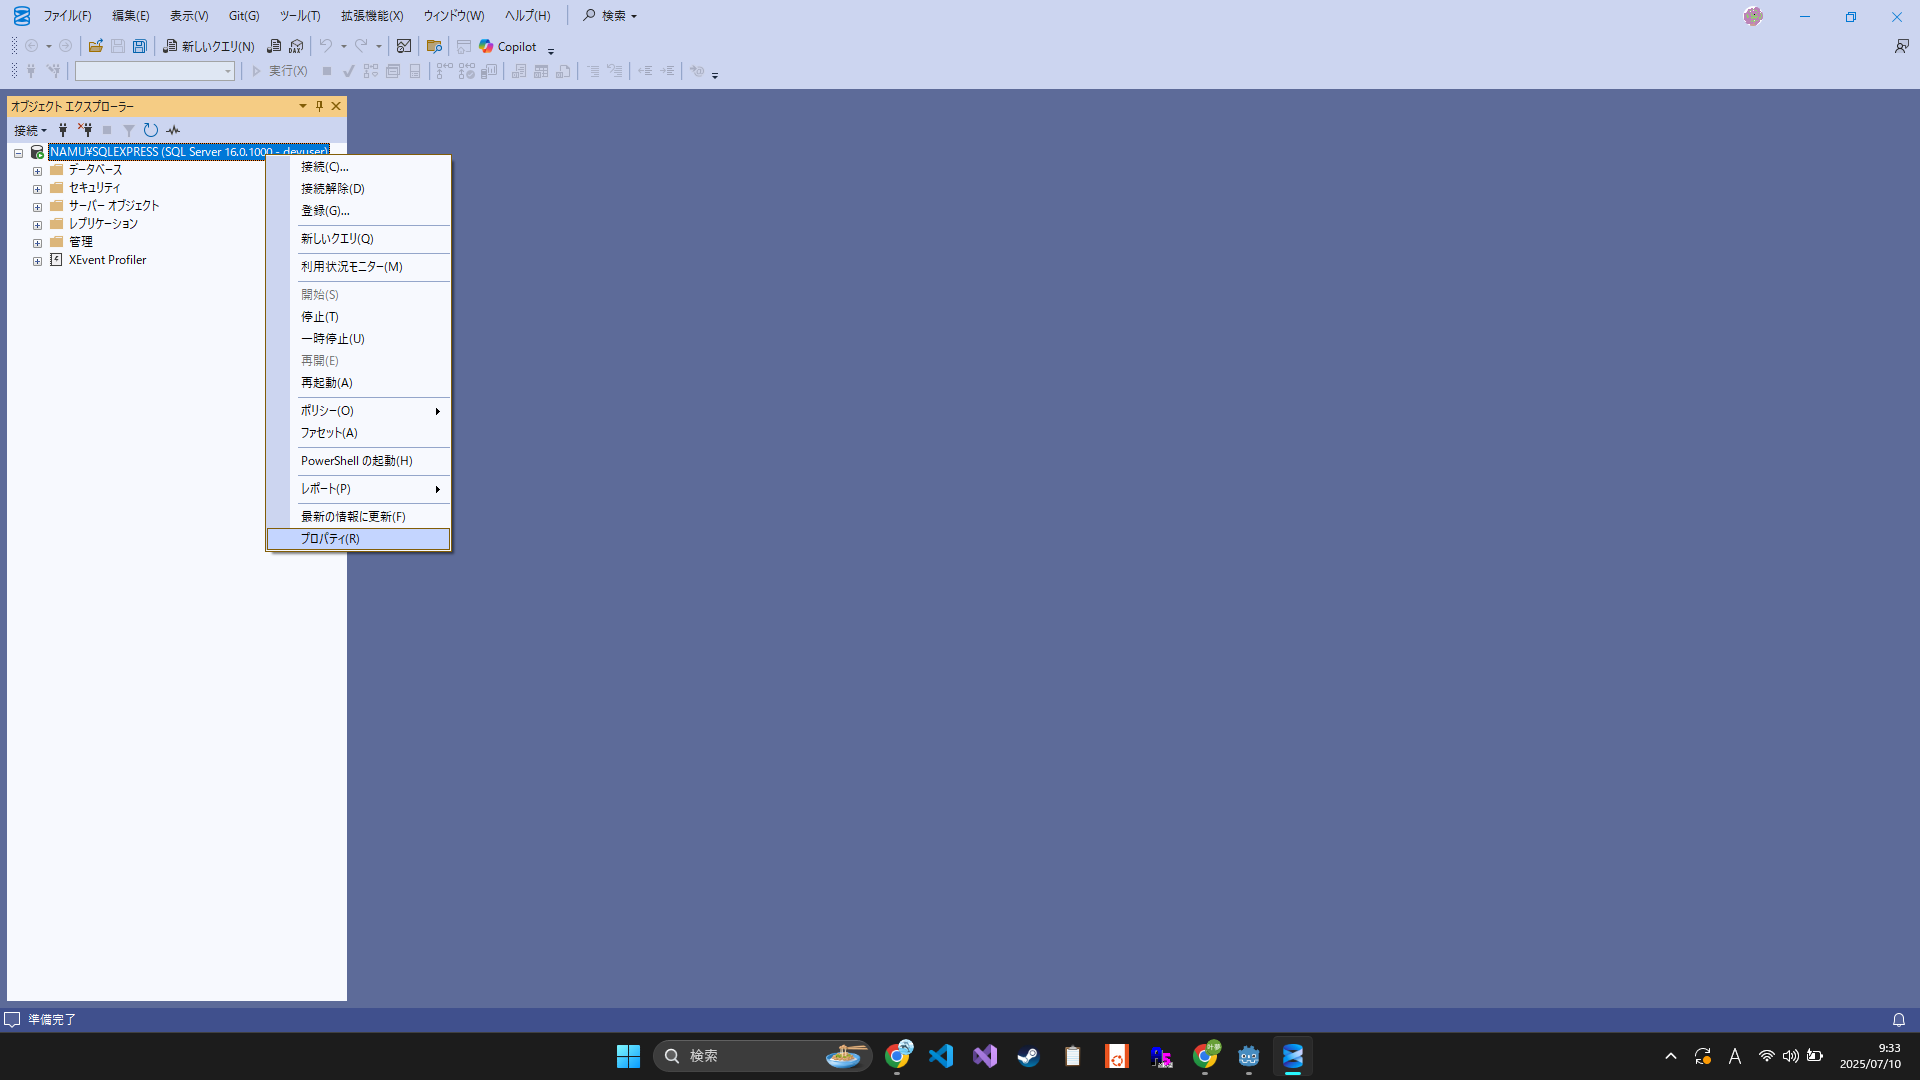 ファイル(F) 編集(E) 表示(V) Git(G) ツール(T) 拡張機能(X) ウィンドウ(W) ヘルプ(H) 検索
新しいクエリ(N) DAX Copilot
実行(X)
オブジェクト エクスプローラー
接続
NAMU¥SQLEXPRESS (SQL Server 16.0.1000 - devuser)
データベース
セキュリティ
サーバー オブジェクト
レプリケーション
管理
XEvent Profiler
接続(C)...
接続解除(D)
登録(G)...
新しいクエリ(Q)
利用状況モニター(M)
開始(S)
停止(T)
一時停止(U)
再開(E)
再起動(A)
ポリシー(O)
ファセット(A)
PowerShell の起動(H)
レポート(P)
最新の情報に更新(F)
プロパティ(R)
準備完了
検索
A
9:33
2025/07/10